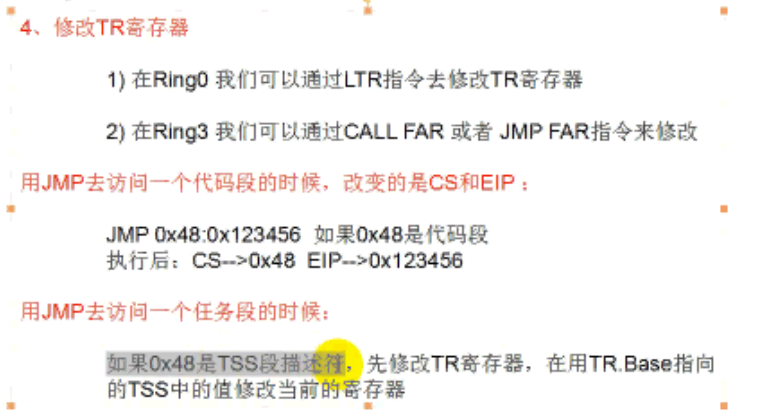 4、修改TR寄存器
1) 在Ring0 我们可以通过LTR指令去修改TR寄存器
2) 在Ring3 我们可以通过CALL FAR 或者 JMP FAR指令来修改
用JMP去访问一个代码段的时候，改变的是CS和EIP：
JMP 0x48:0x123456 如果0x48是代码段
执行后：CS-->0x48 EIP-->0x123456
用JMP去访问一个任务段的时候：
如果0x48是TSS段描述符，先修改TR寄存器，在用TR.Base指向
的TSS中的值修改当前的寄存器